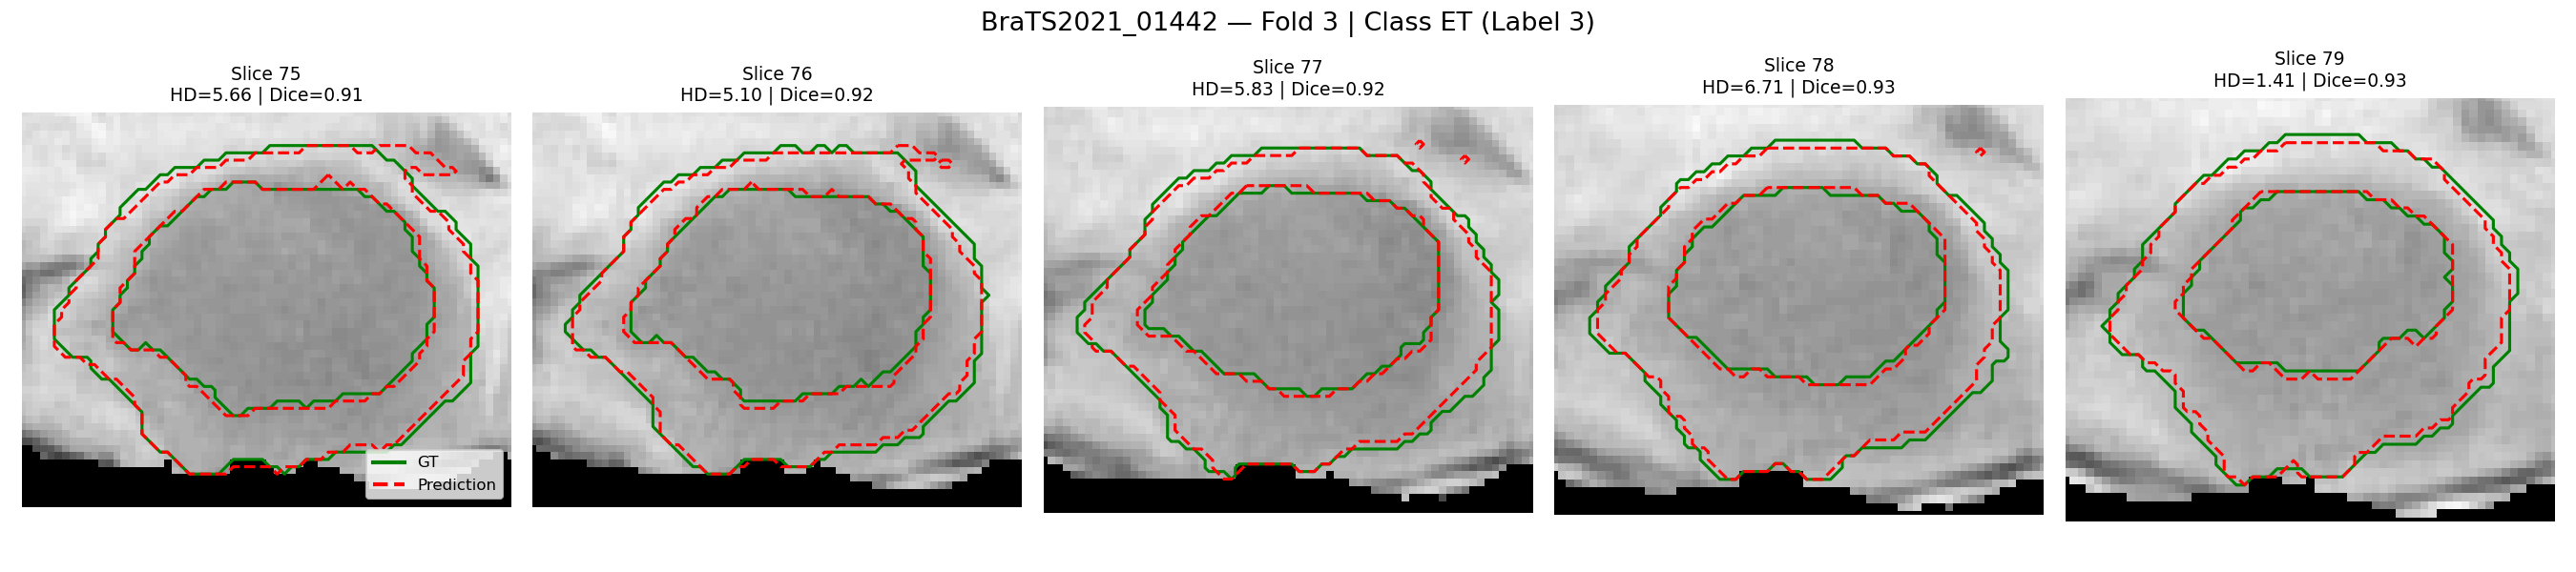 BraTS2021_01442 — Fold 3 | Class ET (Label 3)
Slice 75
HD=5.66 | Dice=0.91
Slice 76
HD=5.10 | Dice=0.92
Slice 77
HD=5.83 | Dice=0.92
Slice 78
HD=6.71 | Dice=0.93
Slice 79
HD=1.41 | Dice=0.93
GT
Prediction